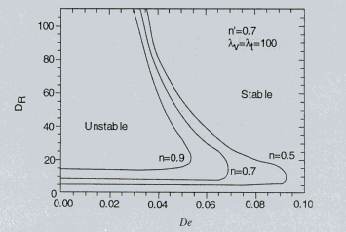 100
80
60
40
20
0
D_R
n'=0.7
λv=λt=100
Stable
Unstable
n=0.9
n=0.7
n=0.5
0.00
0.02
0.04
0.06
0.08
0.10
De